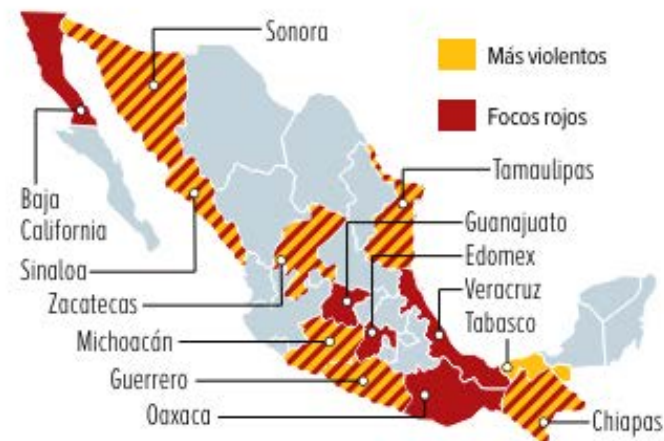 Sonora
Más violentos
Focos rojos
Tamaulipas
Guanajuato
Edomex
Veracruz
Tabasco
Baja
California
Sinaloa
Zacatecas
Michoacán
Guerrero
Oaxaca
Chiapas